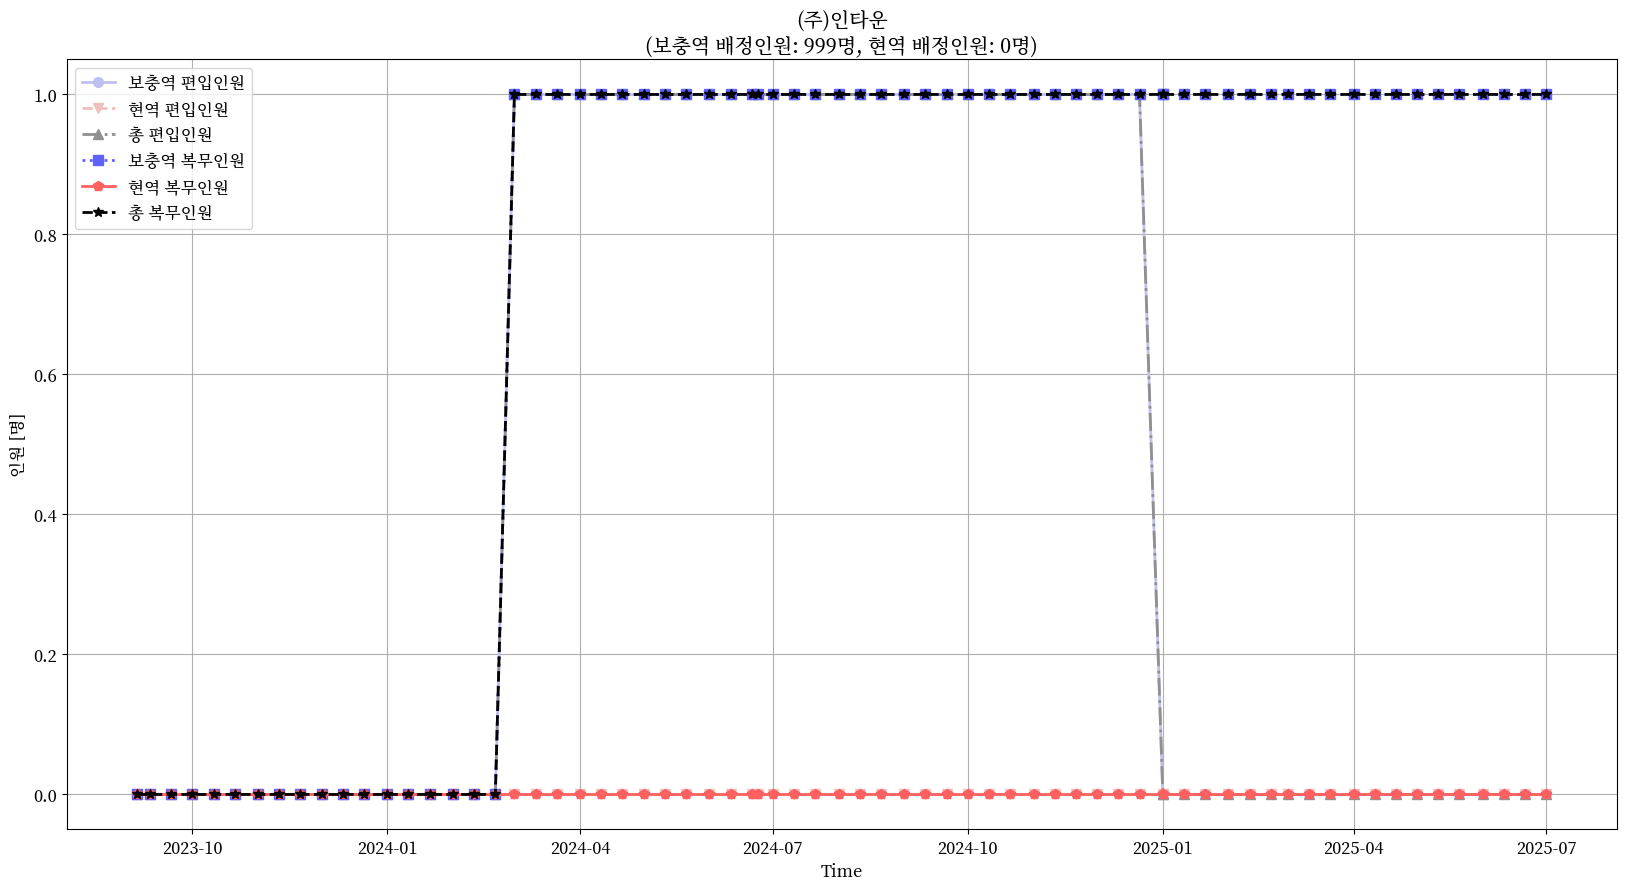 (주)인타운
(보충역 배정인원: 999명, 현역 배정인원: 0명)
보충역 편입인원
현역 편입인원
총 편입인원
보충역 복무인원
현역 복무인원
총 복무인원
1.0
0.8
0.6
0.4
0.2
0.0
인원 [명]
2023-10
2024-01
2024-04
2024-07
2024-10
2025-01
2025-04
2025-07
Time